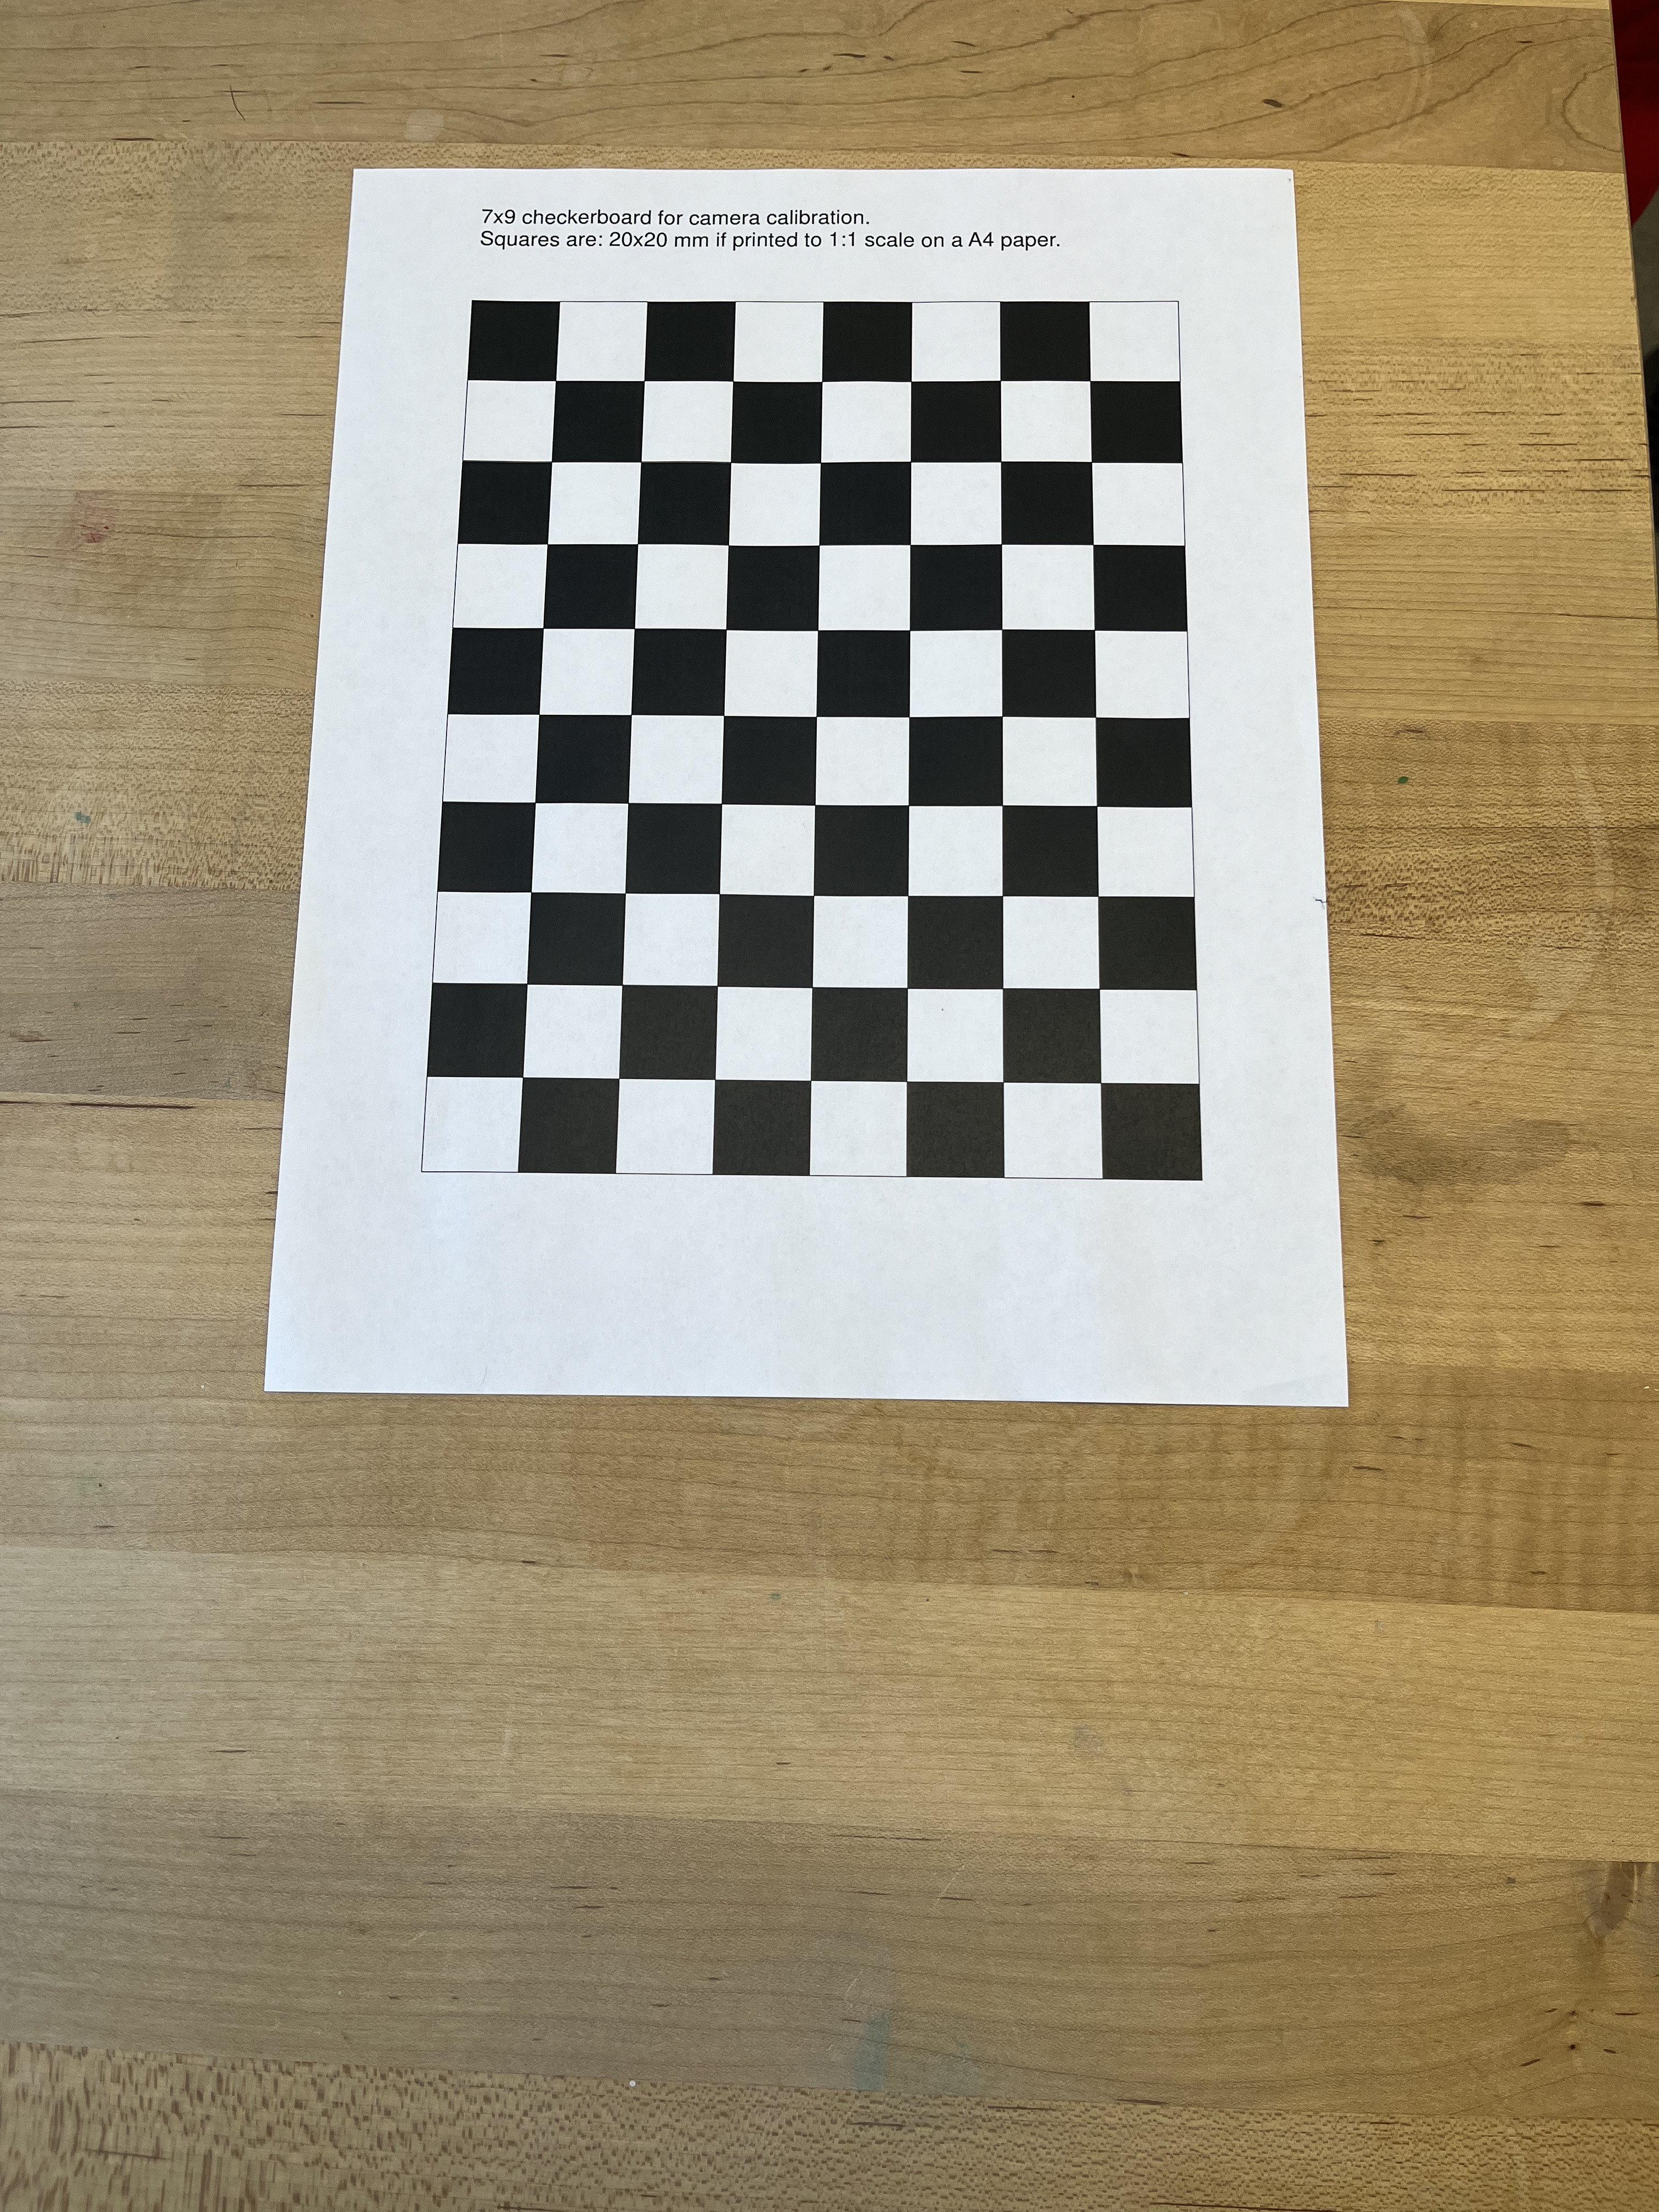 7x9 checkerboard for camera calibration.
Squares are: 20x20 mm if printed to 1:1 scale on a A4 paper.